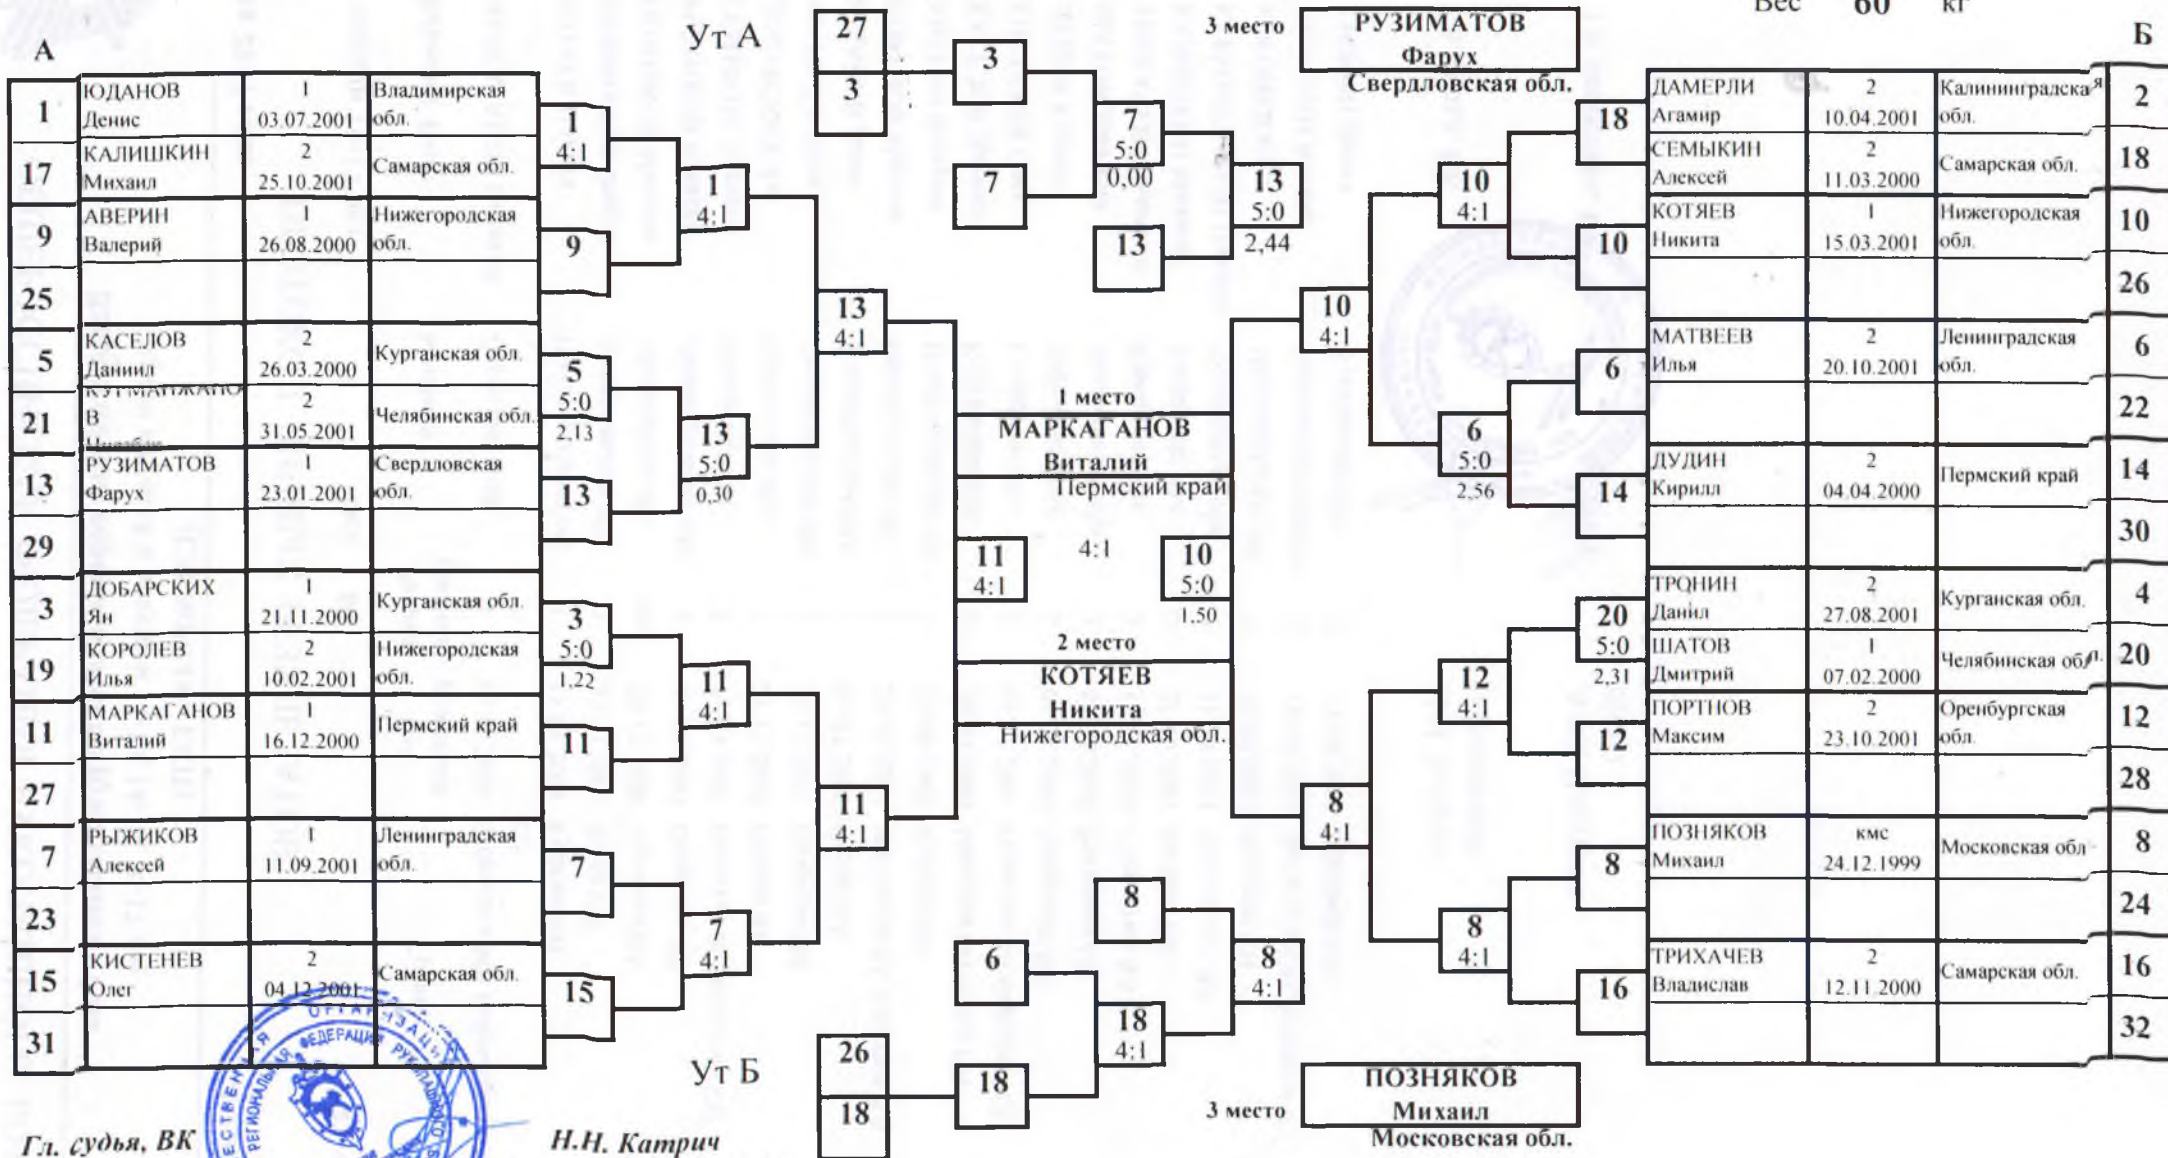 Вес 60 кг
А
Ут А
3 место
РУЗИМАТОВ
Фарух
Свердловская обл.
Б
1 ЮДАНОВ Денис 1 03.07.2001 Владимирская обл.
17 КАЛИШКИН Михаил 2 25.10.2001 Самарская обл.
9 АВЕРИН Валерий 1 26.08.2000 Нижегородская обл.
25
5 КАСЕЛОВ Даниил 2 26.03.2000 Курганская обл.
21 В 2 31.05.2001 Челябинская обл.
13 РУЗИМАТОВ Фарух 1 23.01.2001 Свердловская обл.
29
3 ДОБАРСКИХ Ян 1 21.11.2000 Курганская обл.
19 КОРОЛЕВ Илья 2 10.02.2001 Нижегородская обл.
11 МАРКАГАНОВ Виталий 1 16.12.2000 Пермский край
27
7 РЫЖИКОВ Алексей 1 11.09.2001 Ленинградская обл.
23
15 КИСТЕНЕВ Олег 2 04.12.2001 Самарская обл.
31
1 4:1
9
5 5:0 2,13
13
3 5:0 1,22
11
7
15
1 4:1
13 5:0 0,30
11 4:1
7 4:1
13 4:1
11 4:1
27
3
3
7
7 5:0 0,00
13
13 5:0 2,44
1 место
МАРКАГАНОВ
Виталий
Пермский край
11 4:1
4:1
10 5:0 1.50
2 место
КОТЯЕВ
Никита
Нижегородская обл.
10 4:1
8 4:1
10 4:1
6 5:0 2,56
12 4:1
8 4:1
18
10
6
14
20 5:0 2,31
12
8
16
ДАМЕРЛИ Агамир 2 10.04.2001 Калининградская обл. 2
СЕМЫКИН Алексей 2 11.03.2000 Самарская обл. 18
КОТЯЕВ Никита 1 15.03.2001 Нижегородская обл. 10
26
МАТВЕЕВ Илья 2 20.10.2001 Ленинградская обл. 6
22
ДУДИН Кирилл 2 04.04.2000 Пермский край 14
30
ТРОНИН Данил 2 27.08.2001 Курганская обл. 4
ШАТОВ Дмитрий 1 07.02.2000 Челябинская обл. 20
ПОРТНОВ Максим 2 23.10.2001 Оренбургская обл. 12
28
ПОЗНЯКОВ Михаил кмс 24.12.1999 Московская обл 8
24
ТРИХАЧЕВ Владислав 2 12.11.2000 Самарская обл. 16
32
Ут Б
26
18
6
18
8
18 4:1
8 4:1
3 место
ПОЗНЯКОВ
Михаил
Московская обл.
Гл. судья, ВК
Н.Н. Катрич